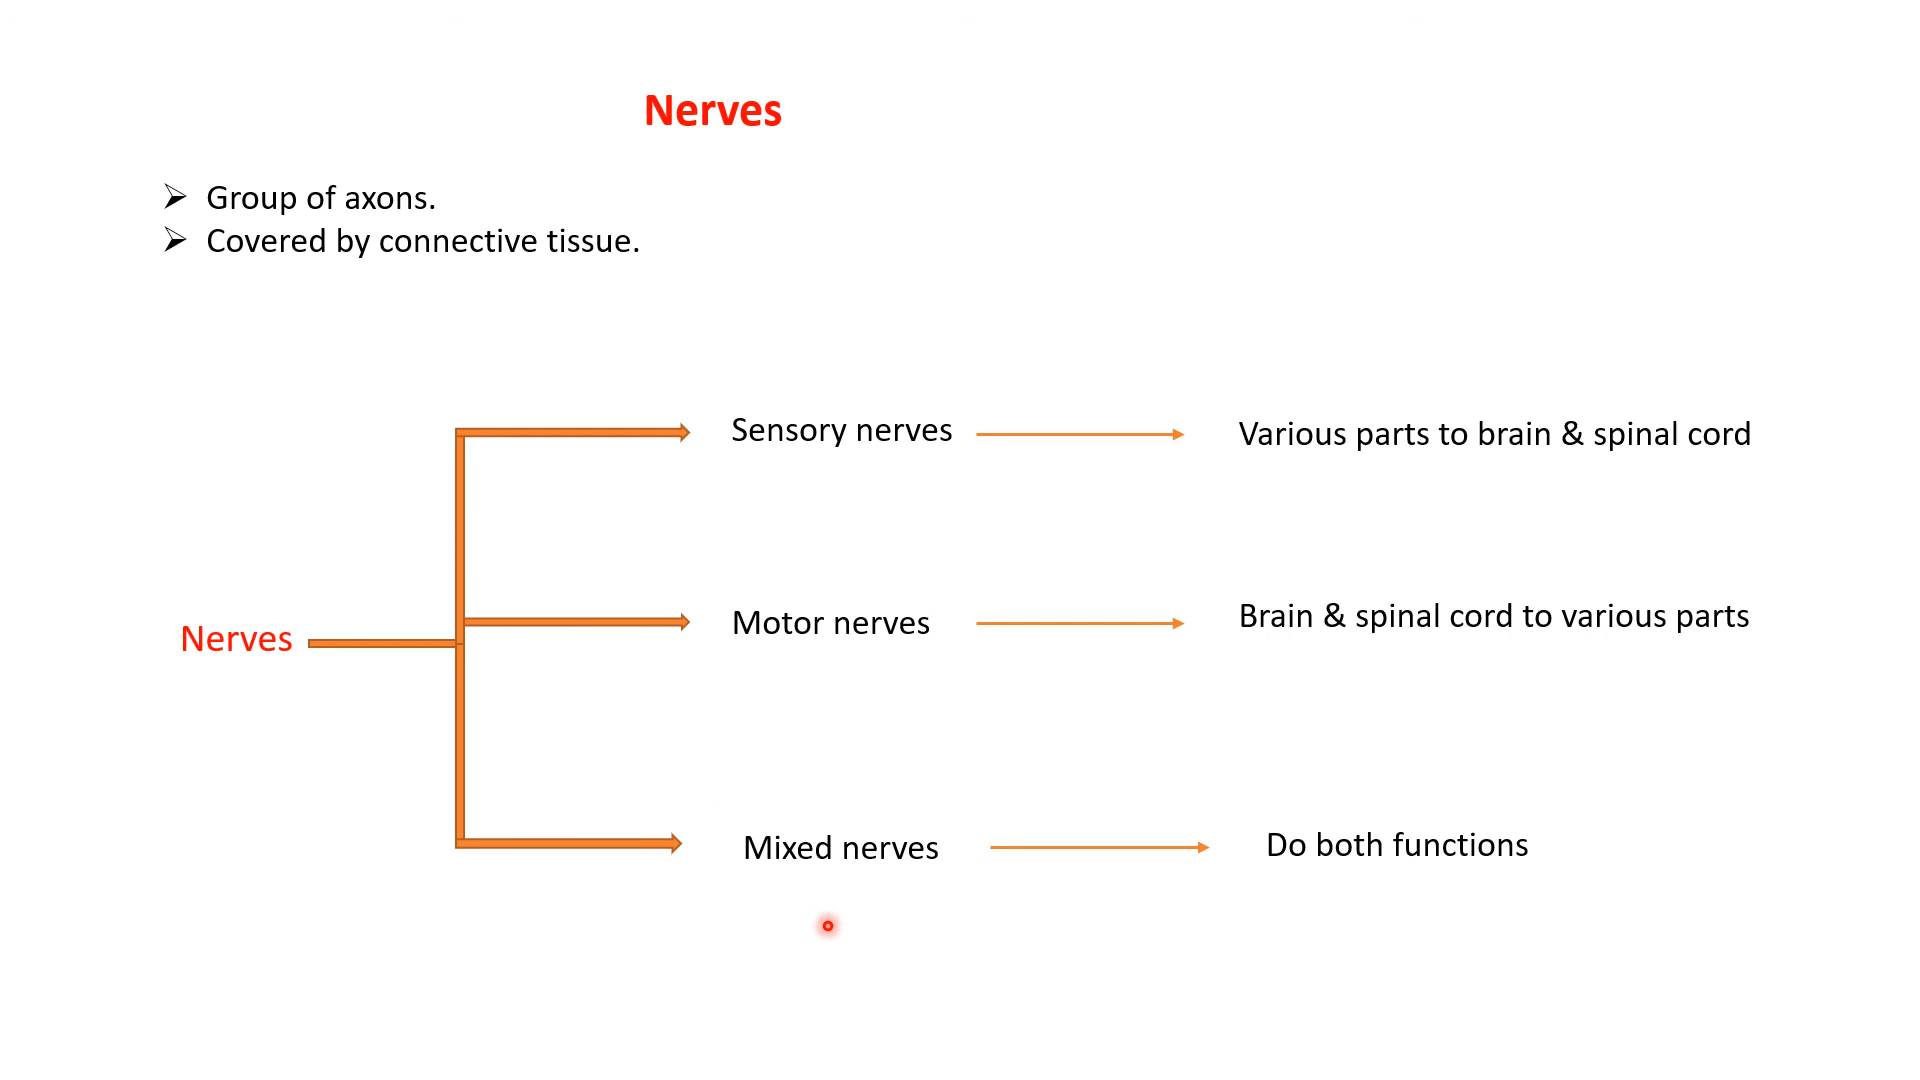 Nerves
Group of axons.
Covered by connective tissue.
Sensory nerves
Various parts to brain & spinal cord
Nerves
Motor nerves
Brain & spinal cord to various parts
Mixed nerves
Do both functions